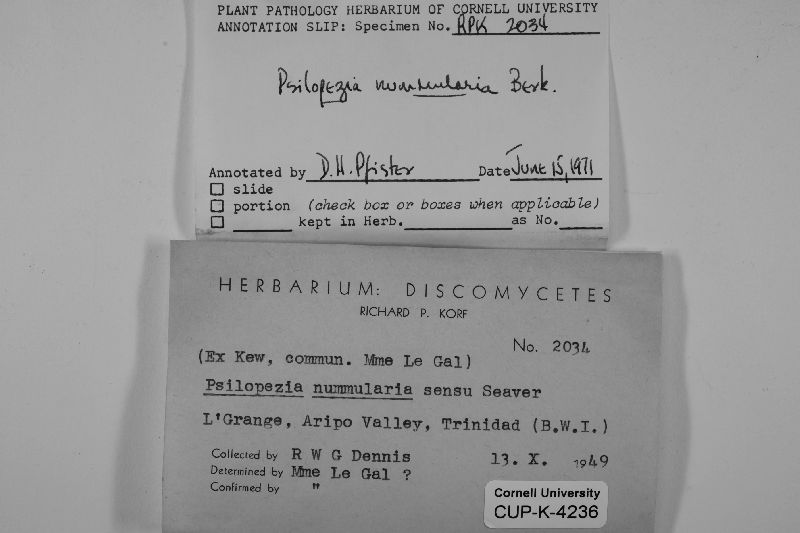 PLANT PATHOLOGY HERBARIUM OF CORNELL UNIVERSITY
ANNOTATION SLIP: Specimen No. RPK 2034
Psilopezia nummularia Berk.
Annotated by D.H. Pfister Date June 15, 1971
☐ slide
☐ portion (check box or boxes when applicable)
☐ ______ kept in Herb.__________ as No.____
HERBARIUM: DISCOMYCETES
RICHARD P. KORF
No. 2034
(Ex Kew, commun. Mme Le Gal)
Psilopezia nummularia sensu Seaver
L'Grange, Aripo Valley, Trinidad (B.W.I.)
Collected by R W G Dennis 13. X. 1949
Determined by Mme Le Gal ?
Confirmed by "
Cornell University
CUP-K-4236